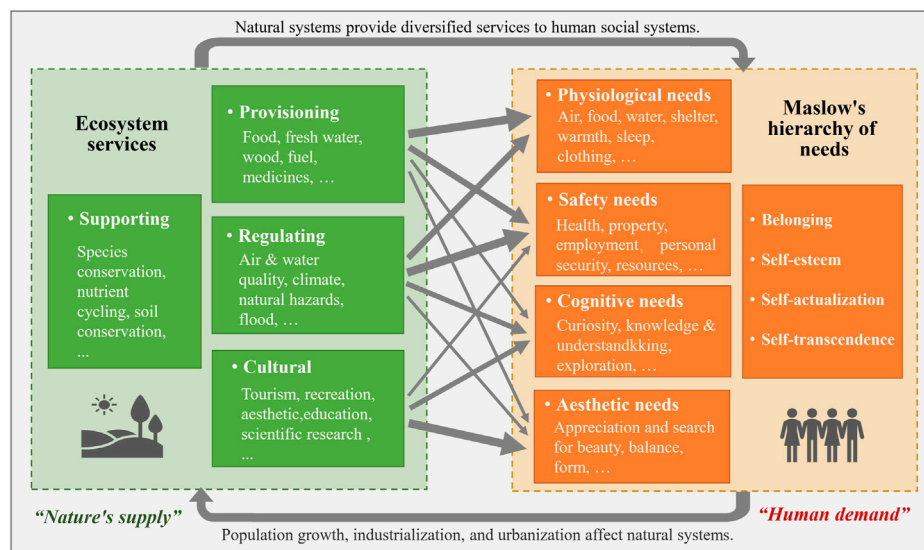 Natural systems provide diversified services to human social systems.
Ecosystem
services
• Supporting
Species
conservation,
nutrient
cycling, soil
conservation,
...
• Provisioning
Food, fresh water,
wood, fuel,
medicines, …
• Regulating
Air & water
quality, climate,
natural hazards,
flood, …
• Cultural
Tourism, recreation,
aesthetic,education,
scientific research ,
...
• Physiological needs
Air, food, water, shelter,
warmth, sleep,
clothing, …
• Safety needs
Health, property,
employment， personal
security, resources, …
• Cognitive needs
Curiosity, knowledge &
understandkking,
exploration, …
• Aesthetic needs
Appreciation and search
for beauty, balance,
form, …
Maslow's
hierarchy of
needs
• Belonging
• Self-esteem
• Self-actualization
• Self-transcendence
“Nature's supply”
“Human demand”
Population growth, industrialization, and urbanization affect natural systems.